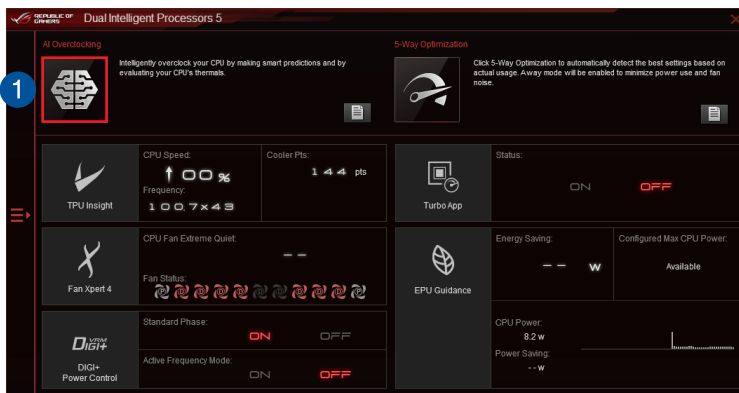 REPUBLIC OF
GAMERS
Dual Intelligent Processors 5
AI Overclocking
Intelligently overclock your CPU by making smart predictions and by
evaluating your CPU's thermals.
1
5-Way Optimization
Click 5-Way Optimization to automatically detect the best settings based on
actual usage. Away mode will be enabled to minimize power use and fan
noise.
TPU Insight
CPU Speed:
00%
Frequency:
100.7x43
Cooler Pts:
144 pts
Turbo App
Status:
ON OFF
Fan Xpert 4
CPU Fan Extreme Quiet:
--
Fan Status:
EPU Guidance
Energy Saving:
-- W
Configured Max CPU Power:
Available
CPU Power:
8.2 w
Power Saving:
-- w
DIGI+ VRM
DIGI+
Power Control
Standard Phase:
ON OFF
Active Frequency Mode:
ON OFF